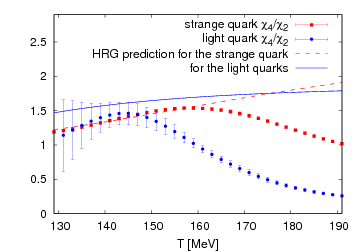 strange quark χ4/χ2
light quark χ4/χ2
HRG prediction for the strange quark
for the light quarks
2.5
2
1.5
1
0.5
0
130 140 150 160 170 180 190
T [MeV]